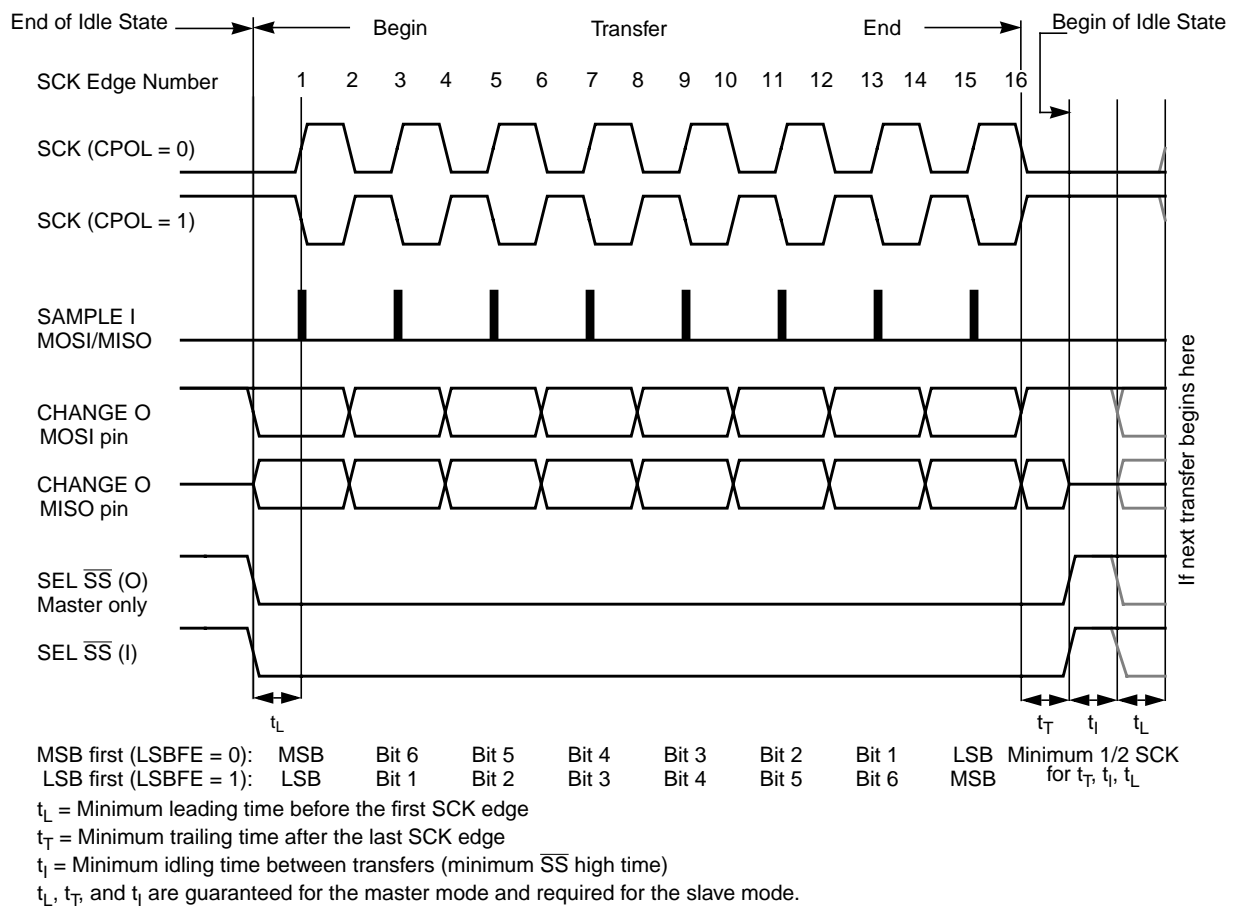 End of Idle State Begin Transfer End Begin of Idle State
SCK Edge Number 1 2 3 4 5 6 7 8 9 10 11 12 13 14 15 16
SCK (CPOL = 0)
SCK (CPOL = 1)
SAMPLE I
MOSI/MISO
CHANGE O
MOSI pin
CHANGE O
MISO pin
SEL SS (O)
Master only
SEL SS (I)
If next transfer begins here
tL tT tI tL
MSB first (LSBFE = 0): MSB Bit 6 Bit 5 Bit 4 Bit 3 Bit 2 Bit 1 LSB Minimum 1/2 SCK
LSB first (LSBFE = 1): LSB Bit 1 Bit 2 Bit 3 Bit 4 Bit 5 Bit 6 MSB for tT, tI, tL
tL = Minimum leading time before the first SCK edge
tT = Minimum trailing time after the last SCK edge
tI = Minimum idling time between transfers (minimum SS high time)
tL, tT, and tI are guaranteed for the master mode and required for the slave mode.